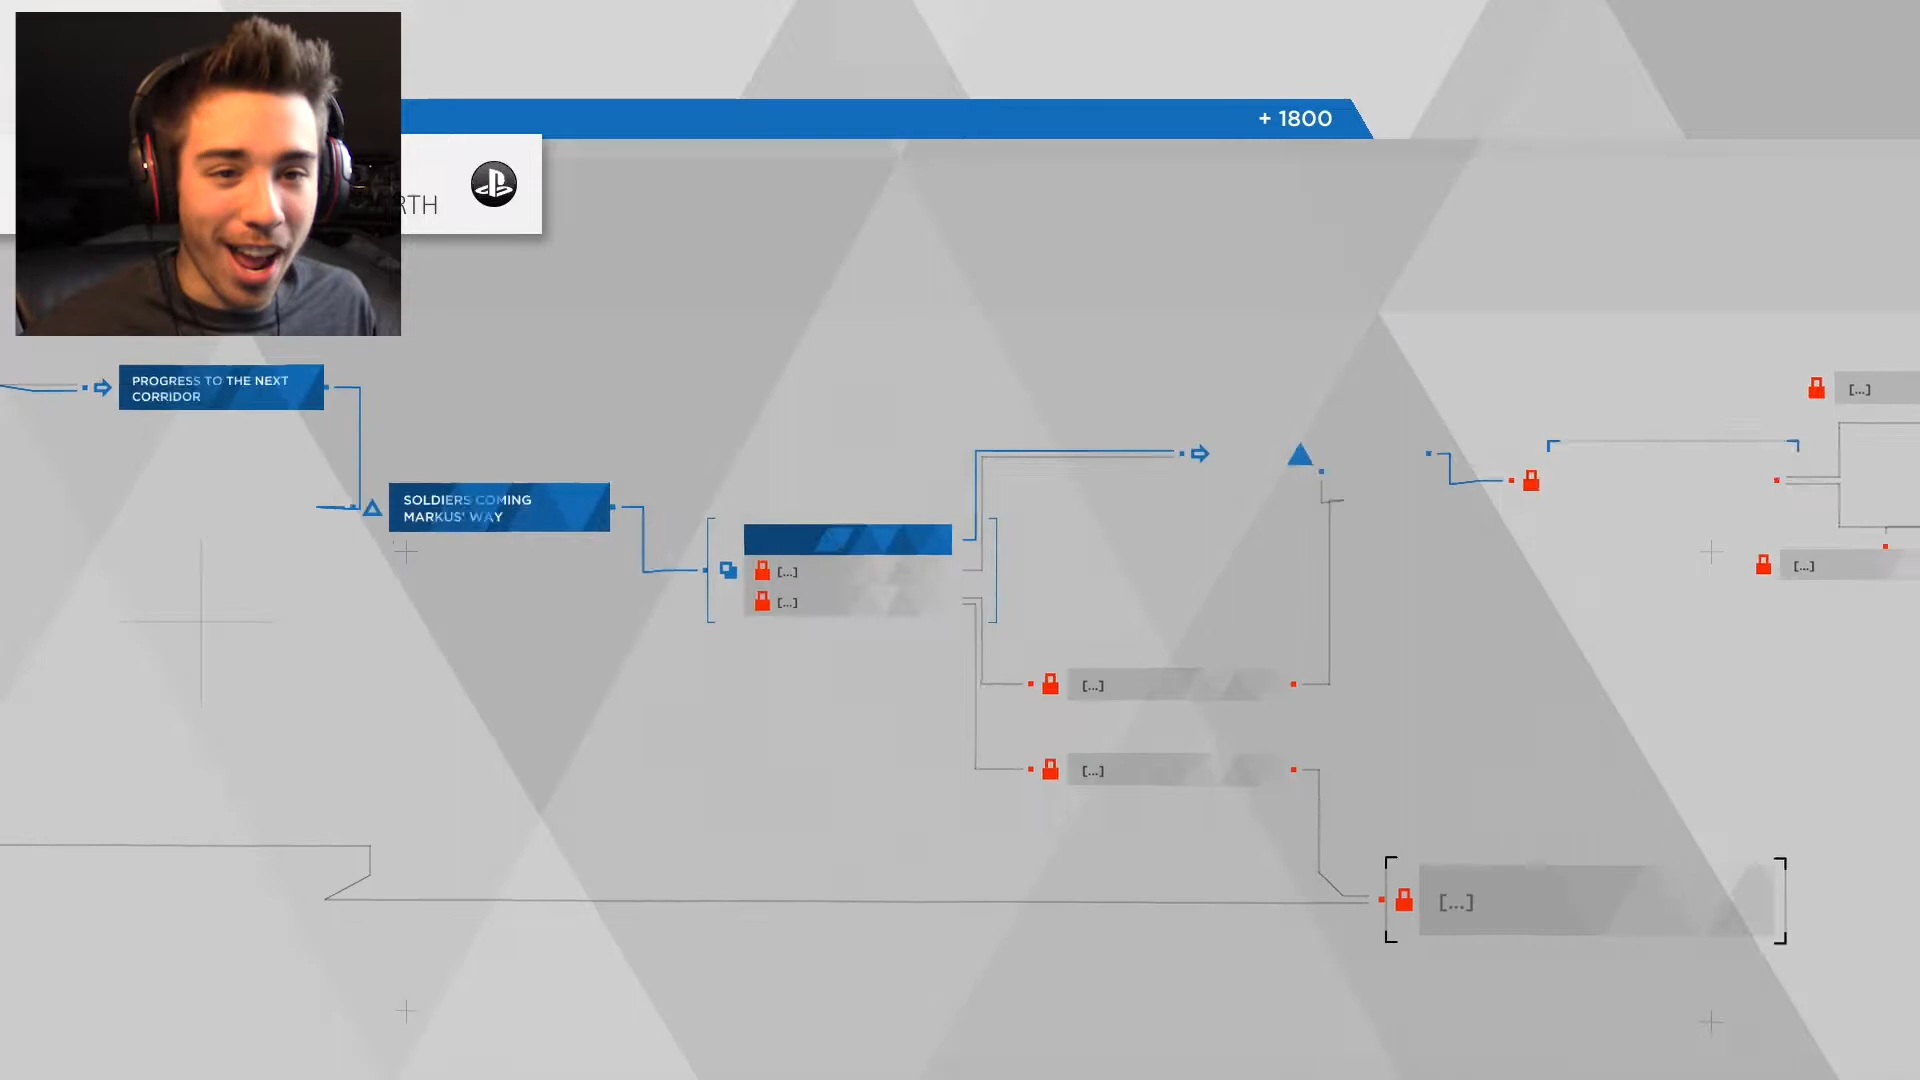 + 1800
RTH
PROGRESS TO THE NEXT
CORRIDOR
SOLDIERS COMING
MARKUS' WAY
[...]
[...]
[...]
[...]
[...]
[...]
[...]